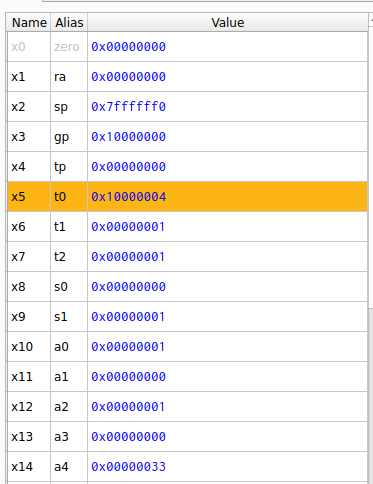 Name Alias Value
x0 zero 0x00000000
x1 ra 0x00000000
x2 sp 0x7ffffff0
x3 gp 0x10000000
x4 tp 0x00000000
x5 t0 0x10000004
x6 t1 0x00000001
x7 t2 0x00000001
x8 s0 0x00000000
x9 s1 0x00000001
x10 a0 0x00000001
x11 a1 0x00000000
x12 a2 0x00000001
x13 a3 0x00000000
x14 a4 0x00000033